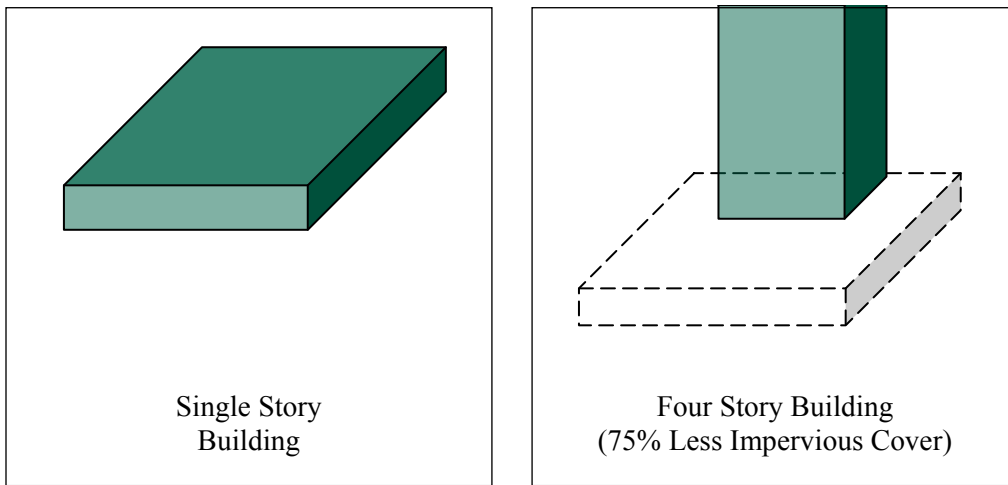 Single Story
Building
Four Story Building
(75% Less Impervious Cover)